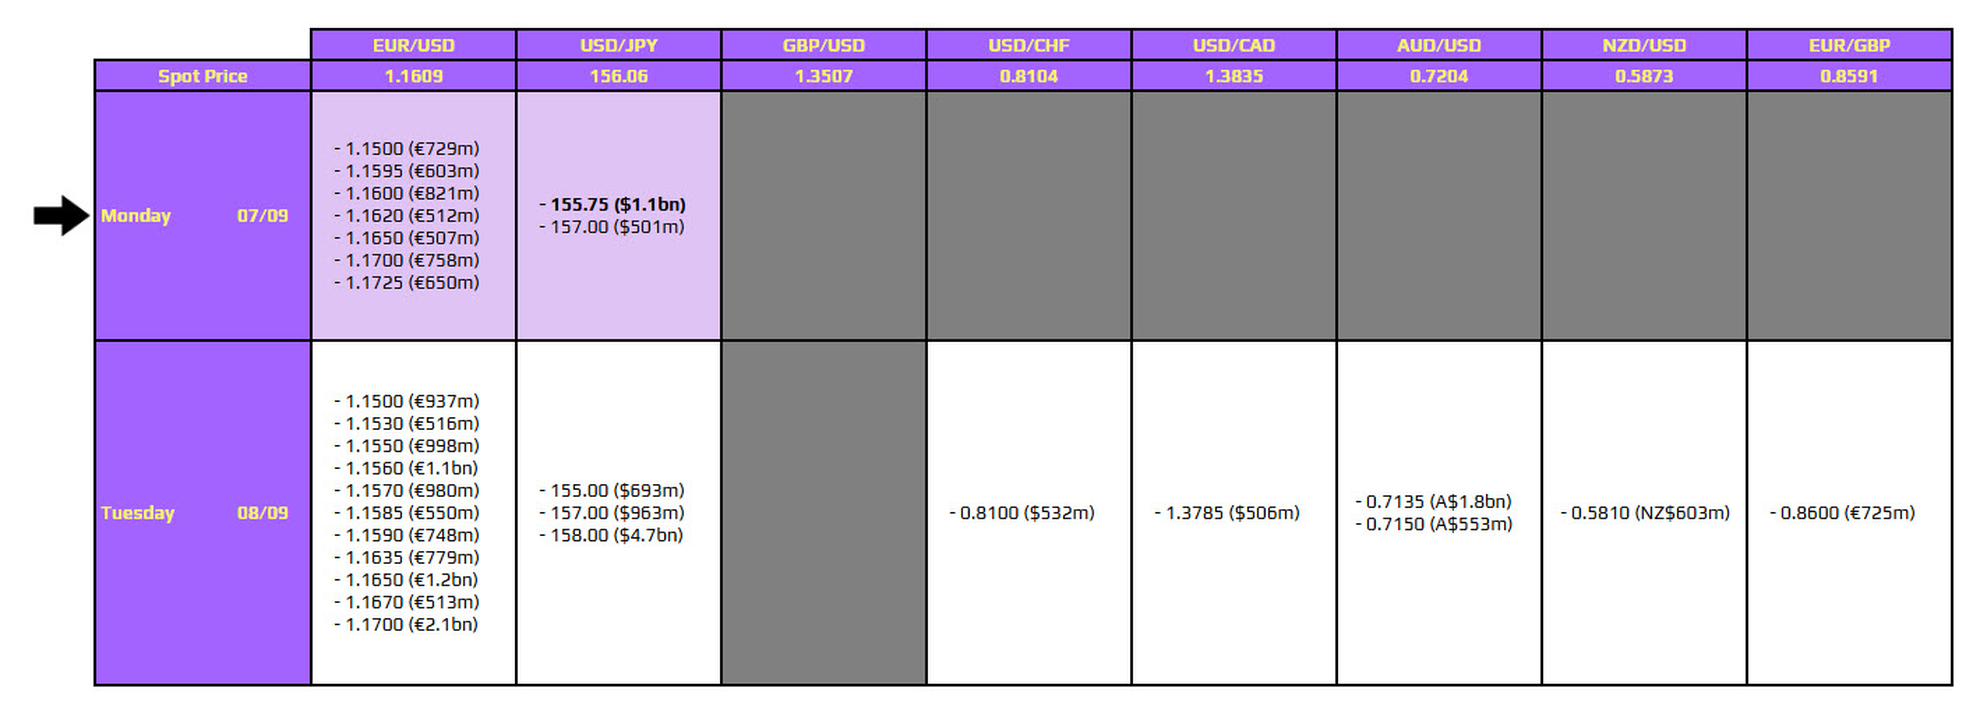 EUR/USD USD/JPY GBP/USD USD/CHF USD/CAD AUD/USD NZD/USD EUR/GBP
Spot Price 1.1609 156.06 1.3507 0.8104 1.3835 0.7204 0.5873 0.8591
Monday 07/09
- 1.1500 (€729m)
- 1.1595 (€603m)
- 1.1600 (€821m)
- 1.1620 (€512m)
- 1.1650 (€507m)
- 1.1700 (€758m)
- 1.1725 (€650m)
- 155.75 ($1.1bn)
- 157.00 ($501m)
Tuesday 08/09
- 1.1500 (€937m)
- 1.1530 (€516m)
- 1.1550 (€998m)
- 1.1560 (€1.1bn)
- 1.1570 (€980m)
- 1.1585 (€550m)
- 1.1590 (€748m)
- 1.1635 (€779m)
- 1.1650 (€1.2bn)
- 1.1670 (€513m)
- 1.1700 (€2.1bn)
- 155.00 ($693m)
- 157.00 ($963m)
- 158.00 ($4.7bn)
- 0.8100 ($532m)
- 1.3785 ($506m)
- 0.7135 (A$1.8bn)
- 0.7150 (A$553m)
- 0.5810 (NZ$603m)
- 0.8600 (€725m)